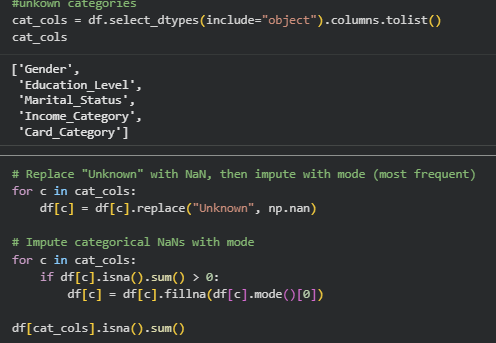 #unkown categories
cat_cols = df.select_dtypes(include="object").columns.tolist()
cat_cols
['Gender',
 'Education_Level',
 'Marital_Status',
 'Income_Category',
 'Card_Category']
# Replace "Unknown" with NaN, then impute with mode (most frequent)
for c in cat_cols:
    df[c] = df[c].replace("Unknown", np.nan)
# Impute categorical NaNs with mode
for c in cat_cols:
    if df[c].isna().sum() > 0:
        df[c] = df[c].fillna(df[c].mode()[0])
df[cat_cols].isna().sum()